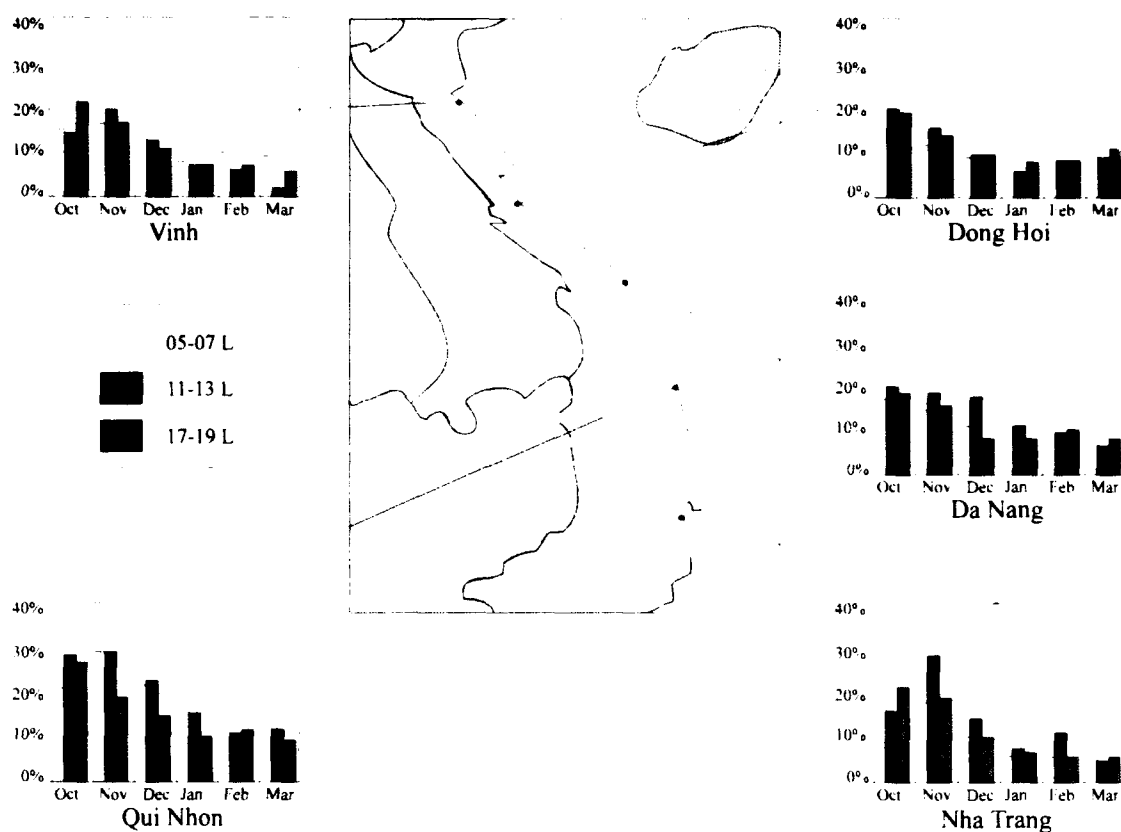 40%
30%
20%
10%
0%
Oct Nov Dec Jan Feb Mar
Vinh
40%
30%
20%
10%
0%
Oct Nov Dec Jan Feb Mar
Dong Hoi
05-07 L
11-13 L
17-19 L
40%
30%
20%
10%
0%
Oct Nov Dec Jan Feb Mar
Da Nang
40%
30%
20%
10%
0%
Oct Nov Dec Jan Feb Mar
Qui Nhon
40%
30%
20%
10%
0%
Oct Nov Dec Jan Feb Mar
Nha Trang